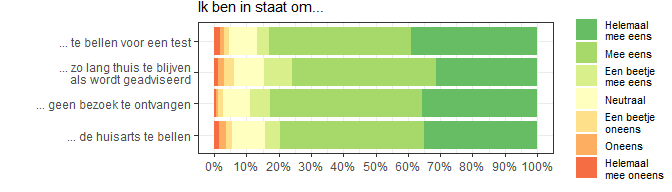 Ik ben in staat om...
... te bellen voor een test
... zo lang thuis te blijven
als wordt geadviseerd
... geen bezoek te ontvangen
... de huisarts te bellen
0% 10% 20% 30% 40% 50% 60% 70% 80% 90% 100%
Helemaal
mee eens
Mee eens
Een beetje
mee eens
Neutraal
Een beetje
oneens
Oneens
Helemaal
mee oneens